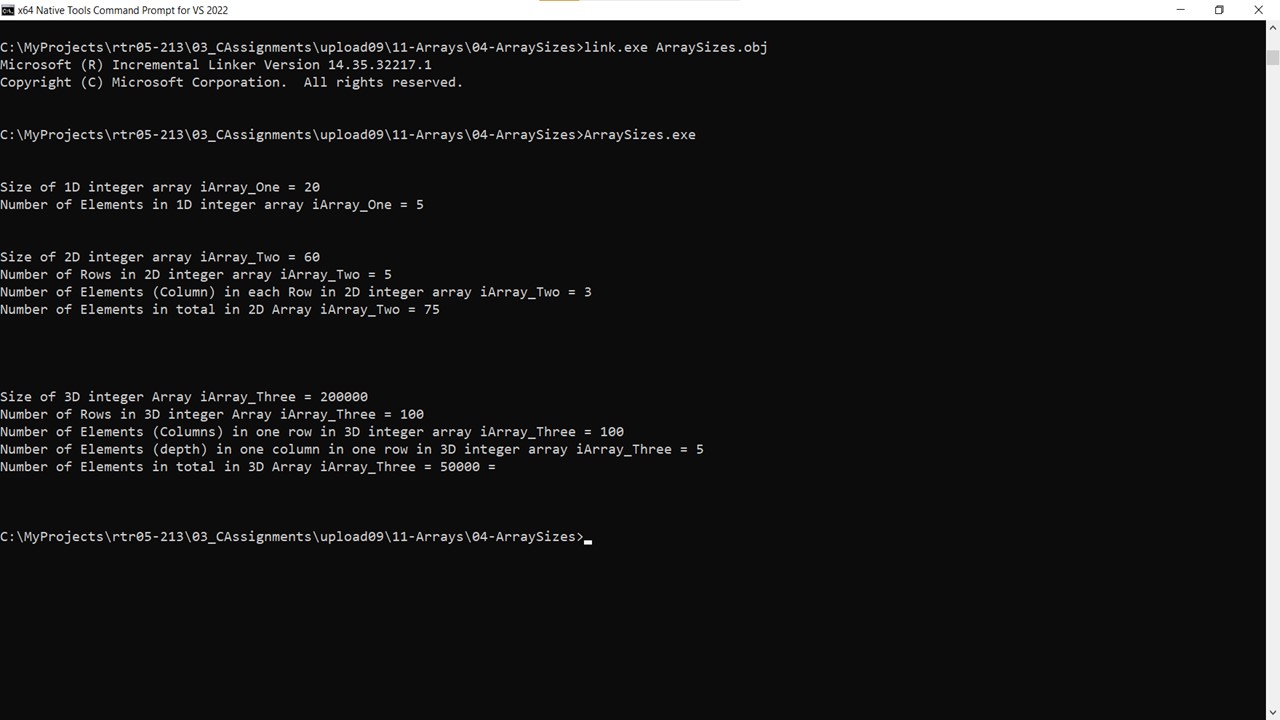 x64 Native Tools Command Prompt for VS 2022
C:\MyProjects\rtr05-213\03_CAssignments\upload09\11-Arrays\04-ArraySizes>link.exe ArraySizes.obj
Microsoft (R) Incremental Linker Version 14.35.32217.1
Copyright (C) Microsoft Corporation.  All rights reserved.
C:\MyProjects\rtr05-213\03_CAssignments\upload09\11-Arrays\04-ArraySizes>ArraySizes.exe
Size of 1D integer array iArray_One = 20
Number of Elements in 1D integer array iArray_One = 5
Size of 2D integer array iArray_Two = 60
Number of Rows in 2D integer array iArray_Two = 5
Number of Elements (Column) in each Row in 2D integer array iArray_Two = 3
Number of Elements in total in 2D Array iArray_Two = 75
Size of 3D integer Array iArray_Three = 200000
Number of Rows in 3D integer Array iArray_Three = 100
Number of Elements (Columns) in one row in 3D integer array iArray_Three = 100
Number of Elements (depth) in one column in one row in 3D integer array iArray_Three = 5
Number of Elements in total in 3D Array iArray_Three = 50000 =
C:\MyProjects\rtr05-213\03_CAssignments\upload09\11-Arrays\04-ArraySizes>